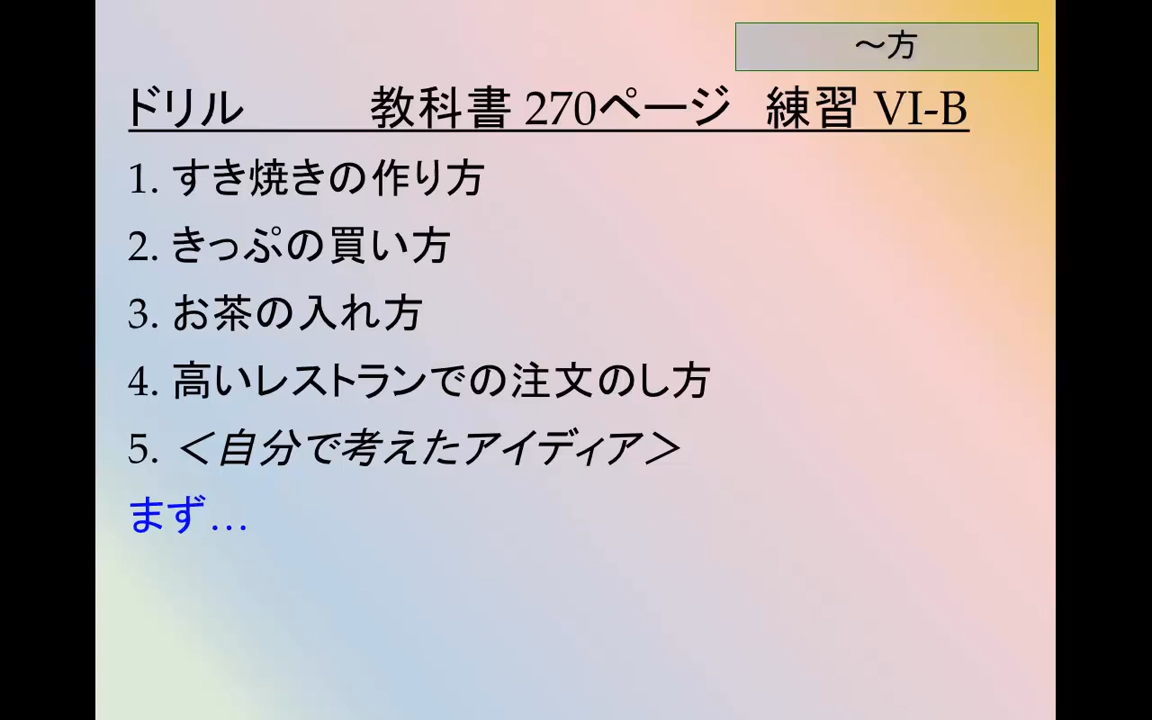 ～方
ドリル 教科書 270ページ 練習 VI-B
1. すき焼きの作り方
2. きっぷの買い方
3. お茶の入れ方
4. 高いレストランでの注文のし方
5. ＜自分で考えたアイディア＞
まず…